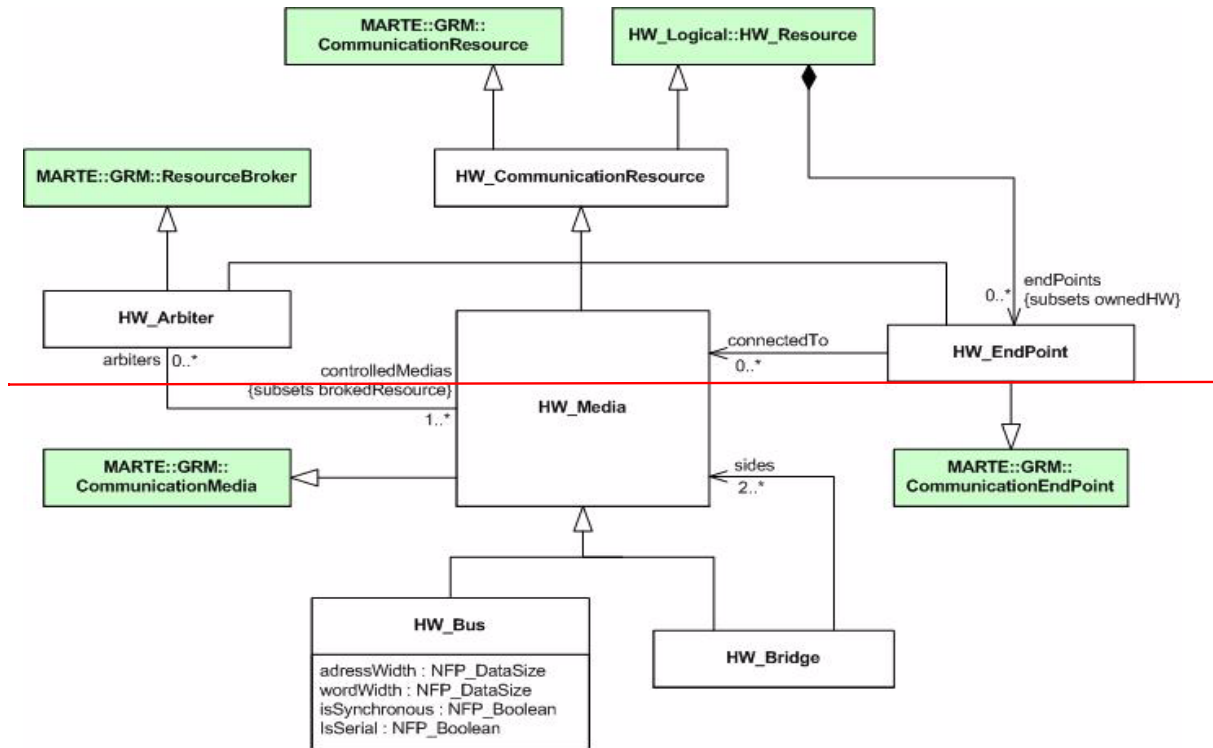 MARTE::GRM::
CommunicationResource
HW_Logical::HW_Resource
MARTE::GRM::ResourceBroker
HW_CommunicationResource
HW_Arbiter
endPoints
0..*
{subsets ownedHW}
arbiters
0..*
connectedTo
0..*
HW_EndPoint
controlledMedias
{subsets brokedResource}
1..*
HW_Media
MARTE::GRM::
CommunicationMedia
sides
2..*
MARTE::GRM::
CommunicationEndPoint
HW_Bus
adressWidth : NFP_DataSize
wordWidth : NFP_DataSize
isSynchronous : NFP_Boolean
IsSerial : NFP_Boolean
HW_Bridge